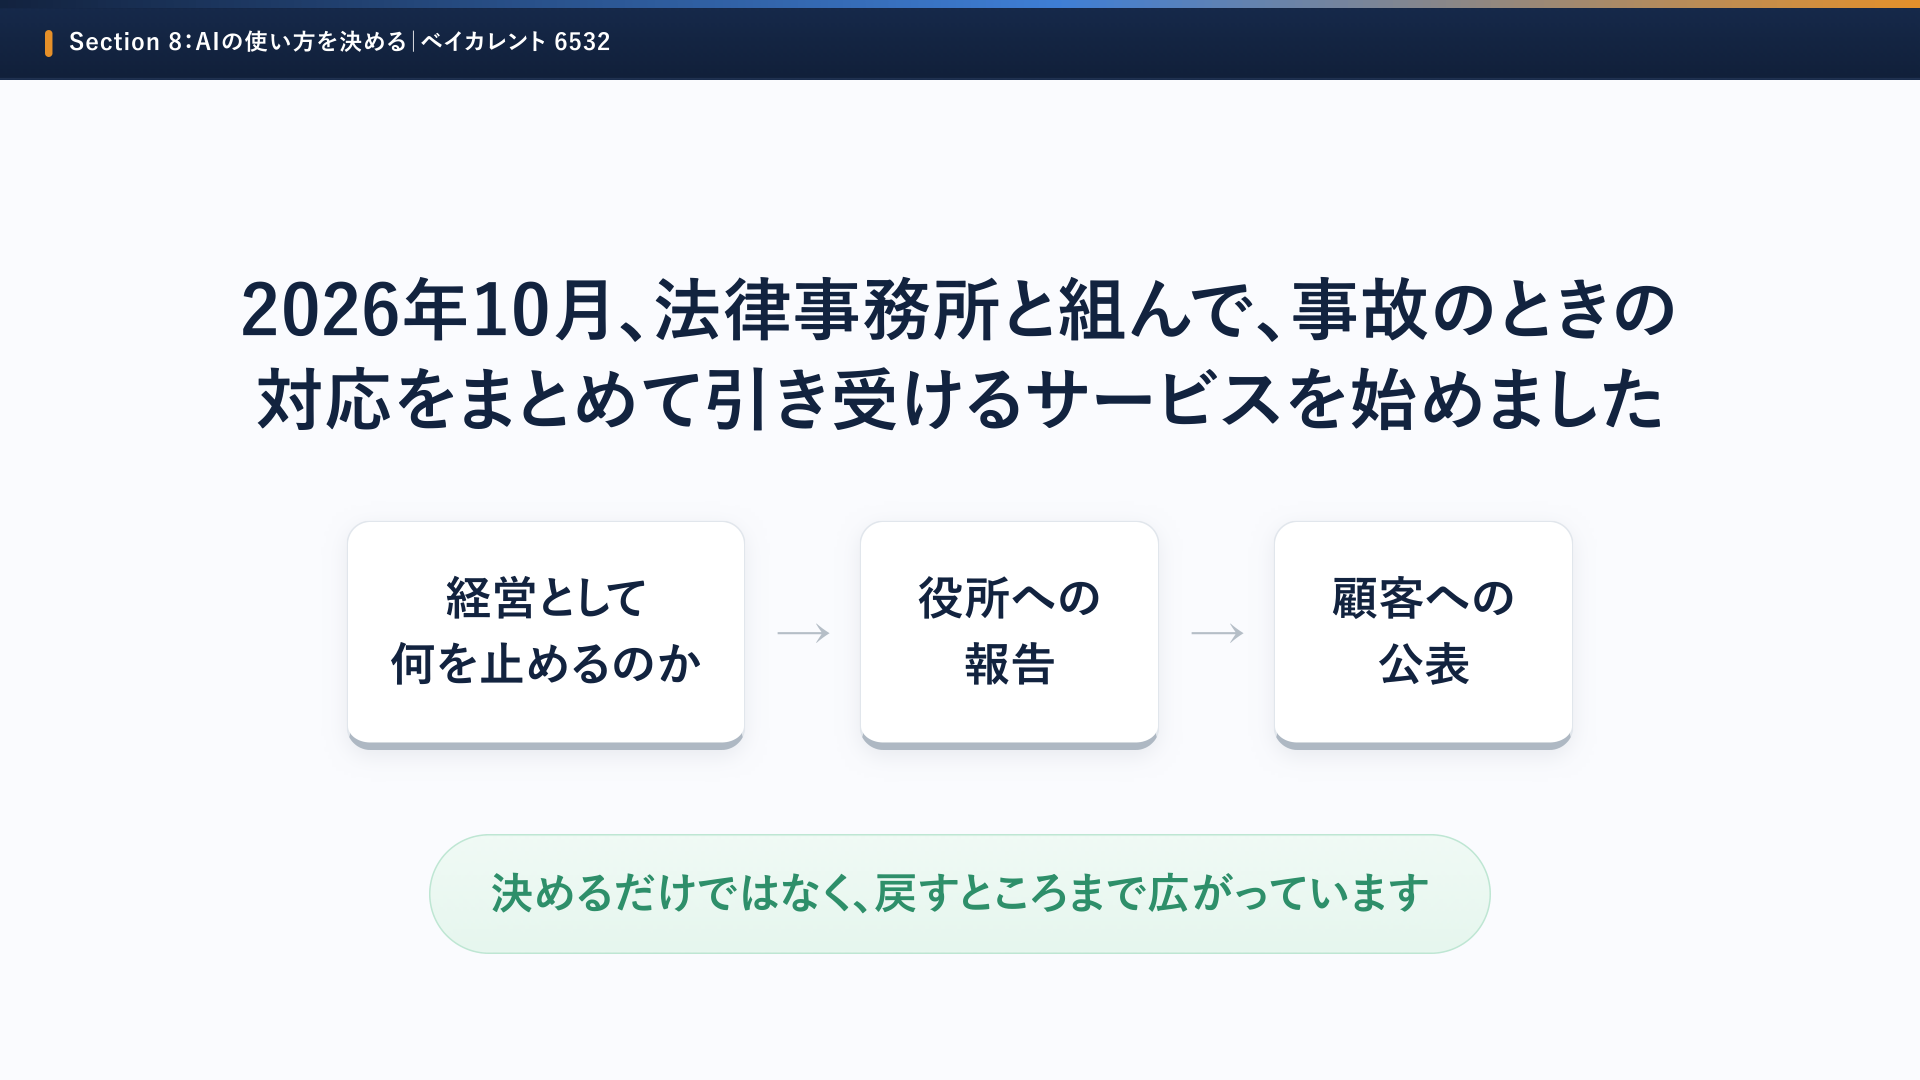 Section 8：AIの使い方を決める｜ベイカレント 6532
2026年10月、法律事務所と組んで、事故のときの
対応をまとめて引き受けるサービスを始めました
経営として
何を止めるのか
→
役所への
報告
→
顧客への
公表
決めるだけではなく、戻すところまで広がっています